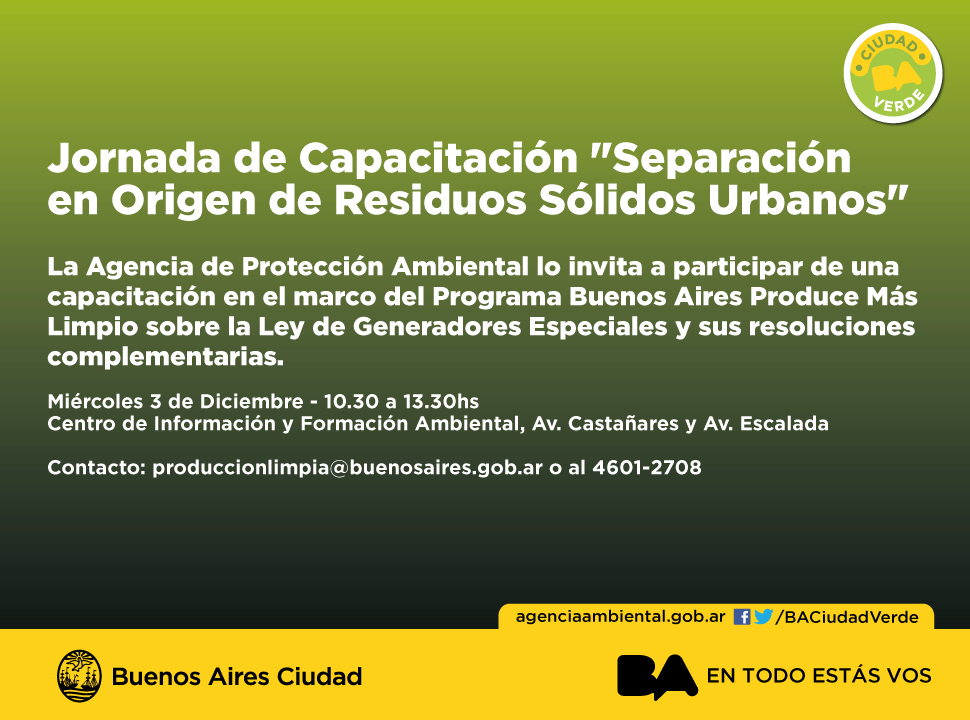 CIUDAD
BA
VERDE
Jornada de Capacitación "Separación
en Origen de Residuos Sólidos Urbanos"
La Agencia de Protección Ambiental lo invita a participar de una
capacitación en el marco del Programa Buenos Aires Produce Más
Limpio sobre la Ley de Generadores Especiales y sus resoluciones
complementarias.
Miércoles 3 de Diciembre - 10.30 a 13.30hs
Centro de Información y Formación Ambiental, Av. Castañares y Av. Escalada
Contacto: produccionlimpia@buenosaires.gob.ar o al 4601-2708
agenciaambiental.gob.ar /BACiudadVerde
Buenos Aires Ciudad
BA EN TODO ESTÁS VOS